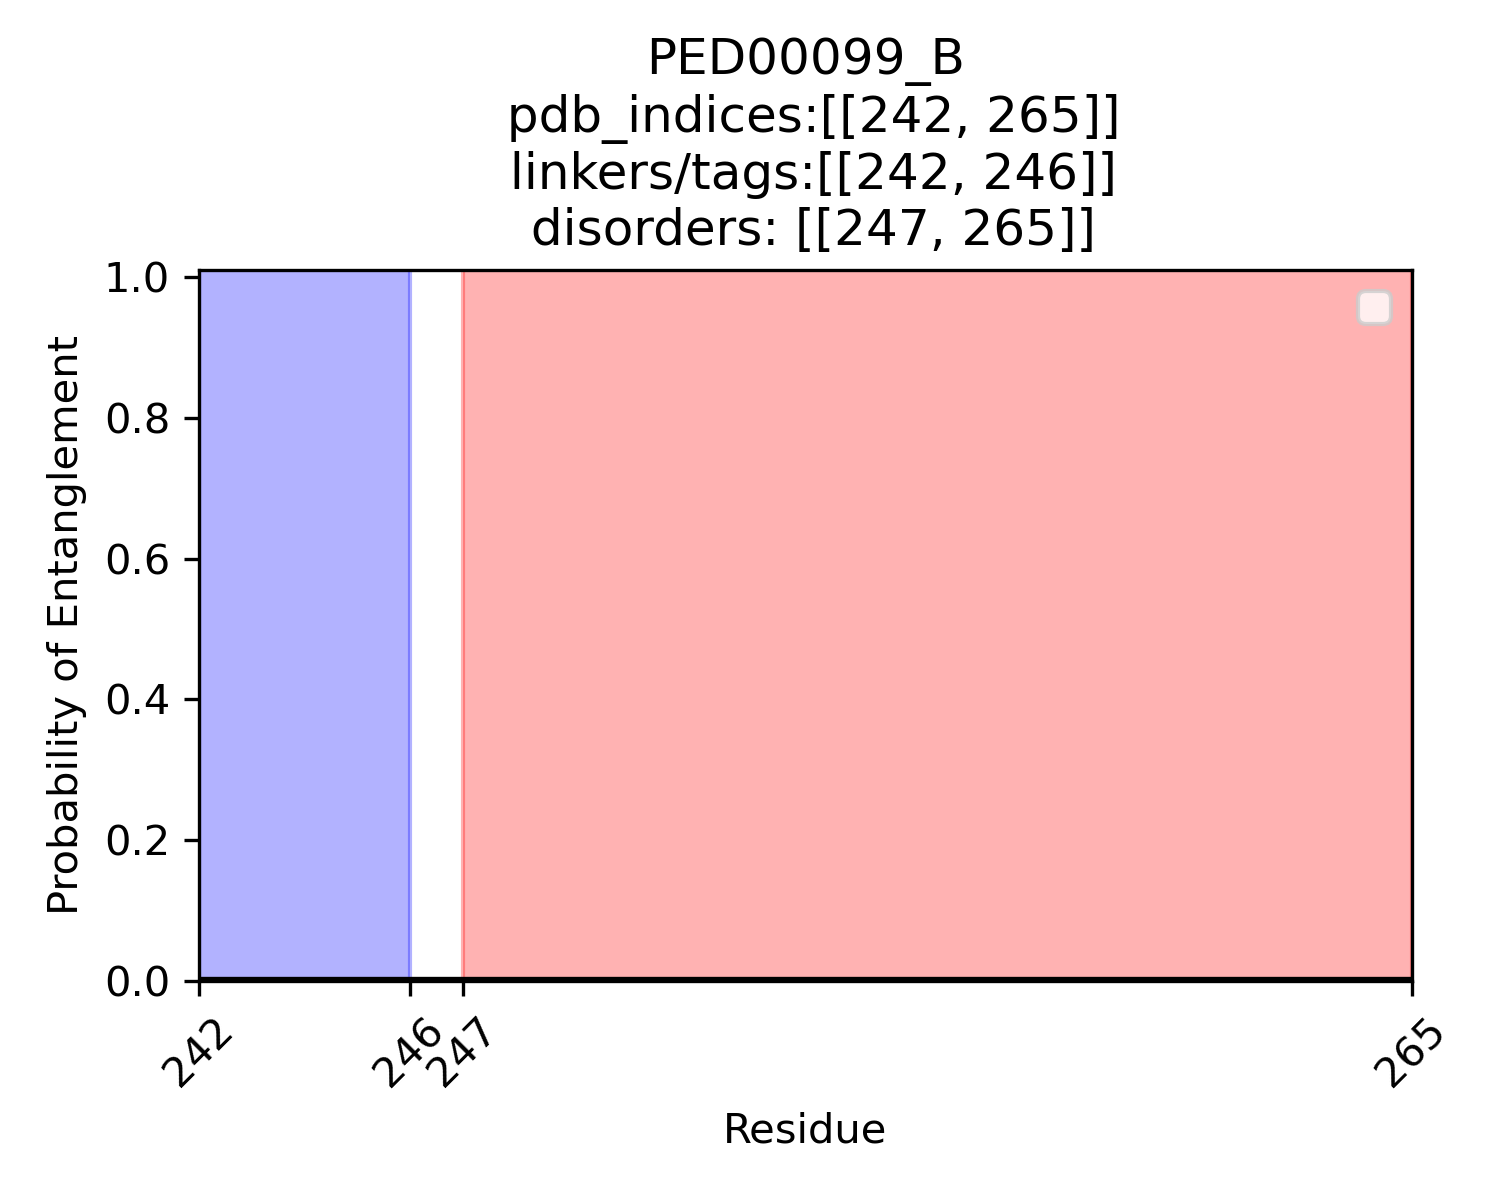 PED00099_B
pdb_indices:[[242, 265]]
linkers/tags:[[242, 246]]
disorders: [[247, 265]]
1.0
0.8
0.6
0.4
0.2
0.0
Probability of Entanglement
242
246
247
265
Residue